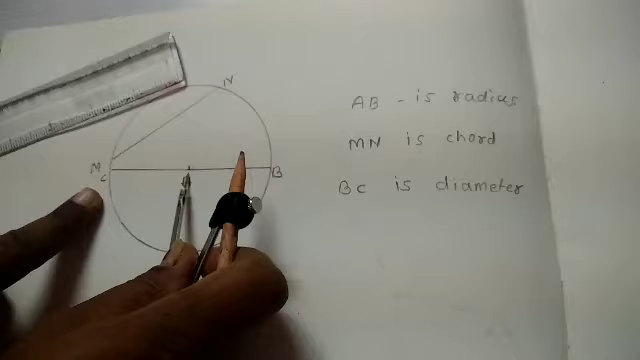 AB - is radius
MN is chord
BC is diameter
N
M
C
B